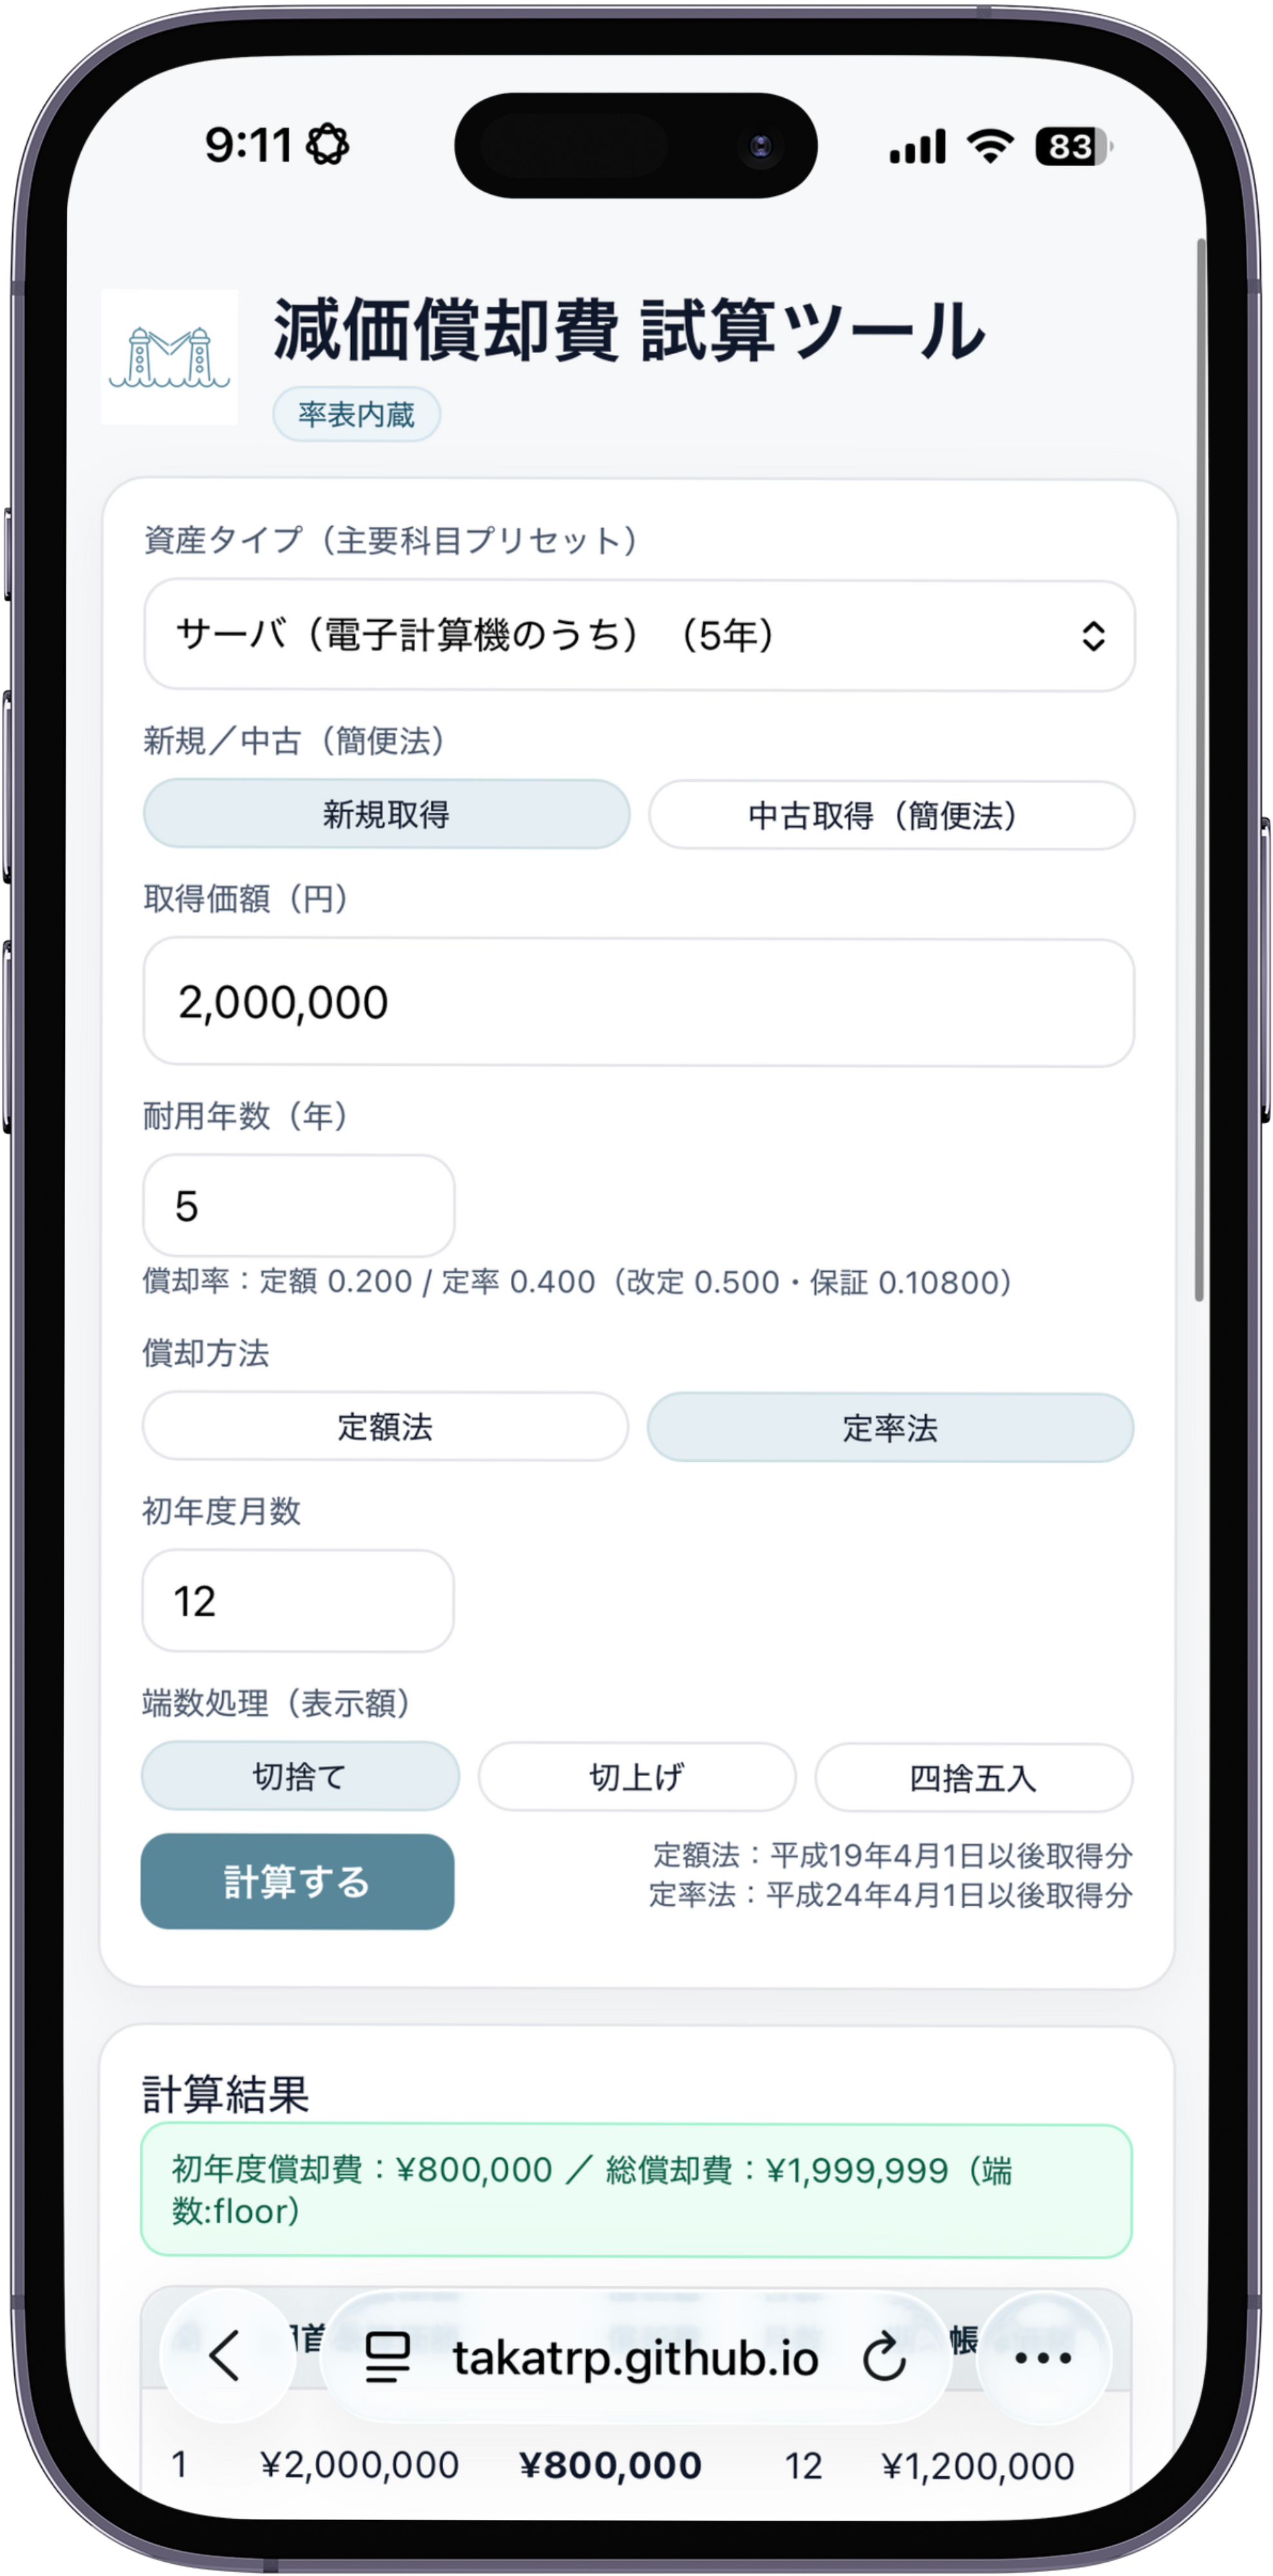 9:11
83
減価償却費 試算ツール
率表内蔵
資産タイプ（主要科目プリセット）
サーバ（電子計算機のうち）（5年）
新規／中古（簡便法）
新規取得
中古取得（簡便法）
取得価額（円）
2,000,000
耐用年数（年）
5
償却率：定額 0.200 / 定率 0.400（改定 0.500・保証 0.10800）
償却方法
定額法
定率法
初年度月数
12
端数処理（表示額）
切捨て
切上げ
四捨五入
計算する
定額法：平成19年4月1日以後取得分
定率法：平成24年4月1日以後取得分
計算結果
初年度償却費：¥800,000 ／ 総償却費：¥1,999,999（端
数:floor）
首
帳
takatrp.github.io
1 ¥2,000,000 ¥800,000 12 ¥1,200,000